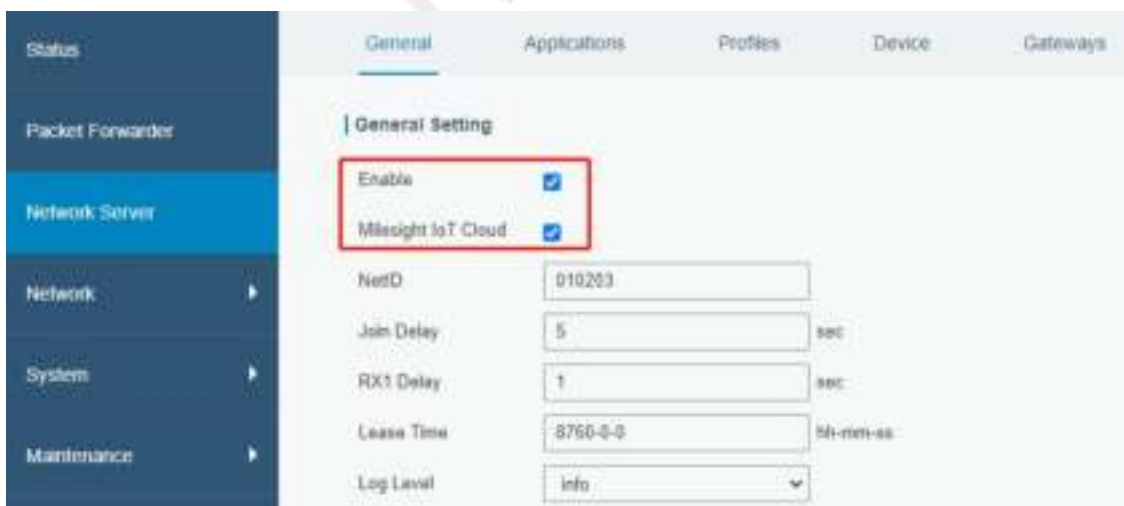 Status
Packet Forwarder
Network Server
Network
System
Maintenance
General Applications Profiles Device Gateways
General Setting
Enable
Milesight IoT Cloud
NetID 010203
Join Delay 5 sec
RX1 Delay 1 sec
Lease Time 8760-0-0 hh-mm-ss
Log Level info